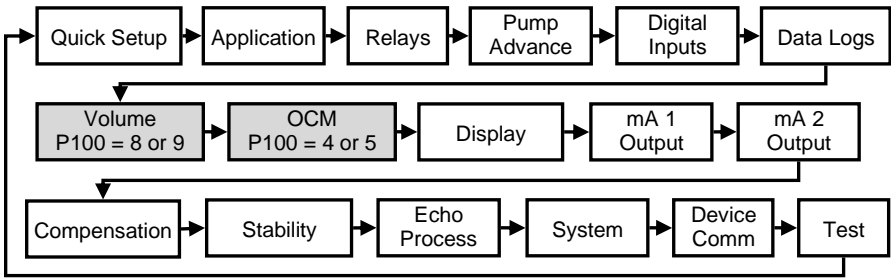 Quick Setup
Application
Relays
Pump
Advance
Digital
Inputs
Data Logs
Volume
P100 = 8 or 9
OCM
P100 = 4 or 5
Display
mA 1
Output
mA 2
Output
Compensation
Stability
Echo
Process
System
Device
Comm
Test